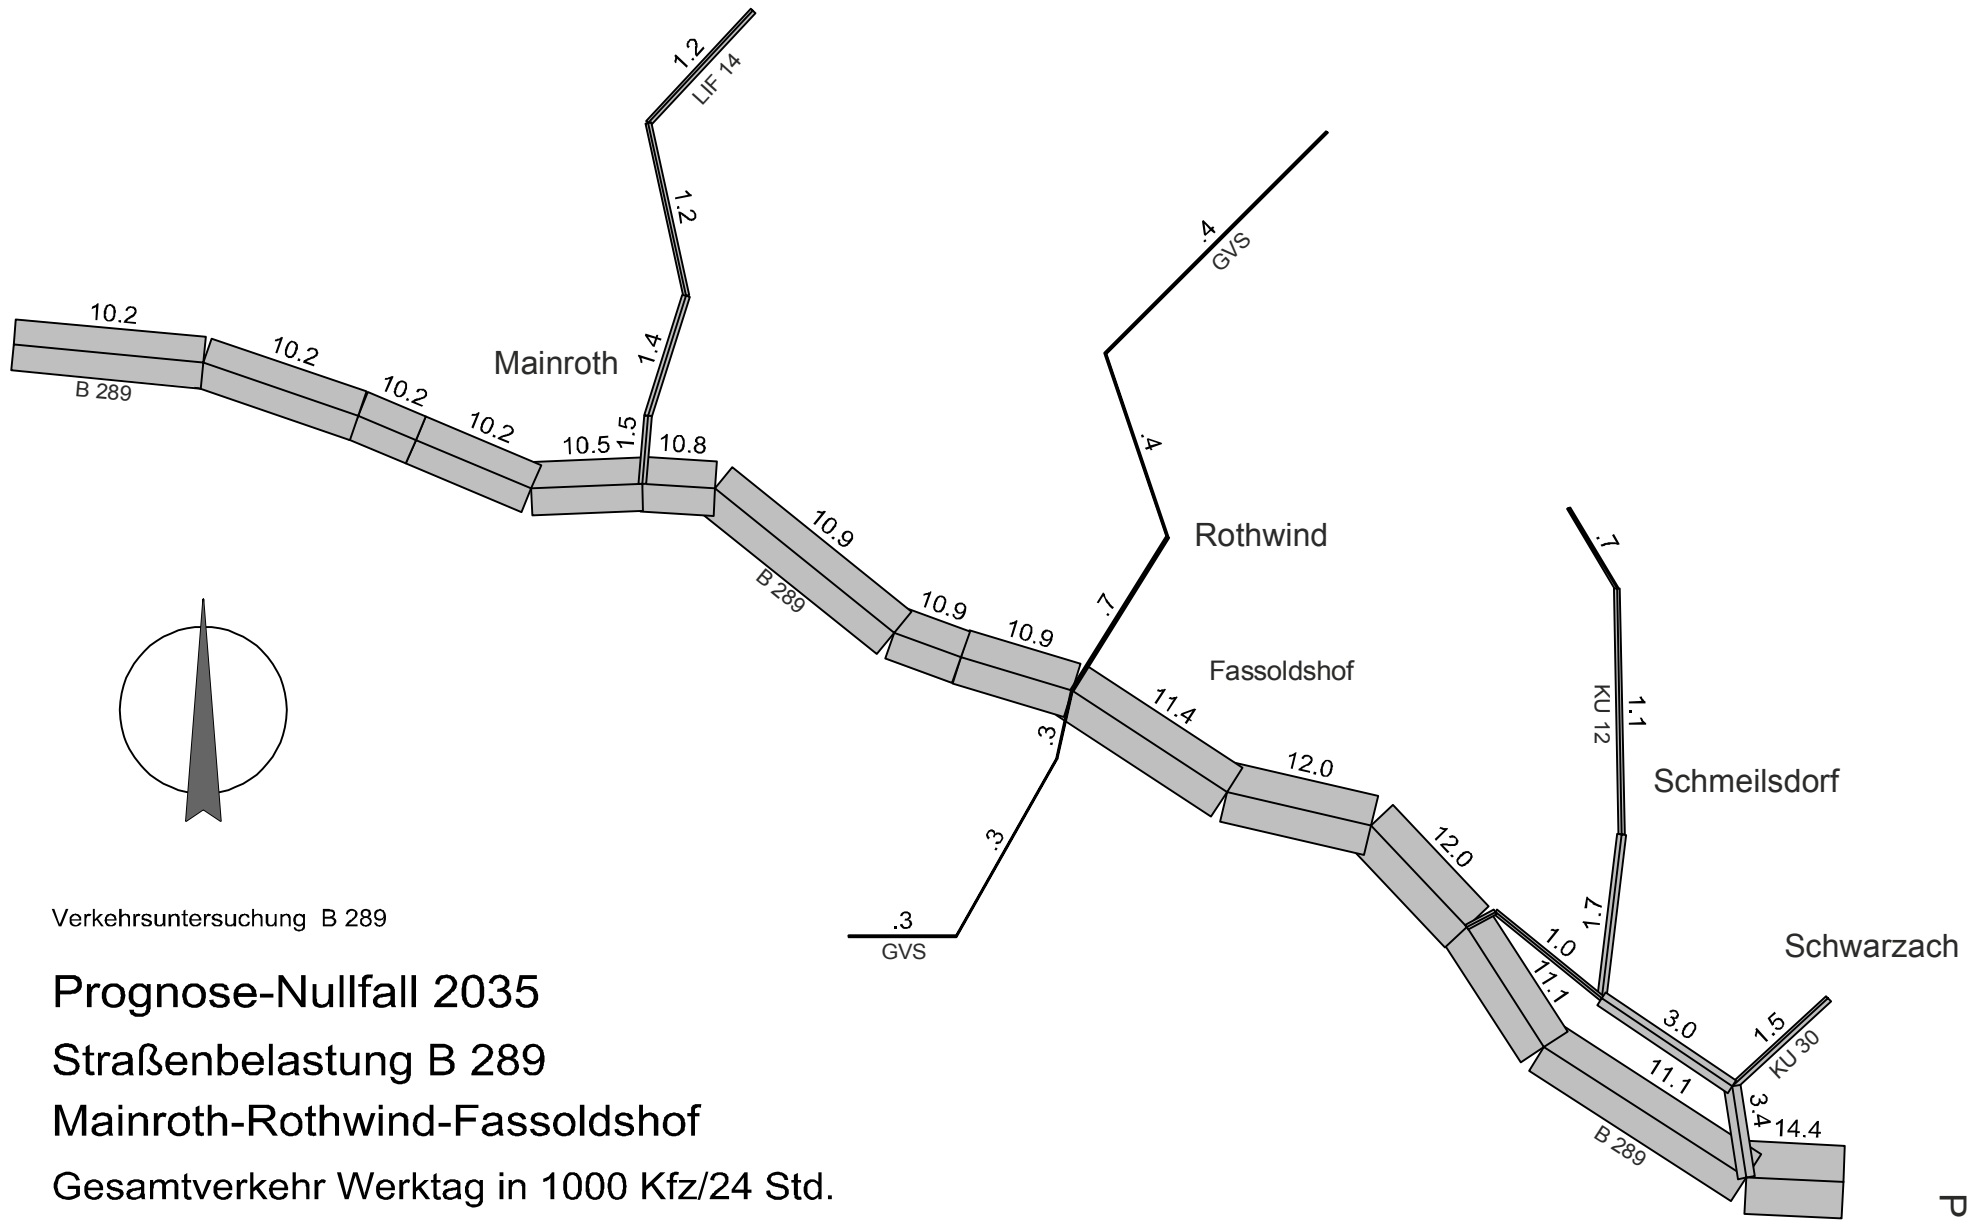 1.2
LIF 14
1.2
.4
GVS
10.2
B 289
10.2
10.2
10.2
Mainroth
1.4
1.5
10.5
10.8
.4
10.9
B 289
Rothwind
.7
.7
10.9
10.9
Fassoldshof
11.4
KU 12
1.1
.3
12.0
Schmeilsdorf
.3
12.0
.3
GVS
1.7
1.0
11.1
Schwarzach
3.0
1.5
KU 30
11.1
3.4
14.4
B 289
Verkehrsuntersuchung B 289
Prognose-Nullfall 2035
Straßenbelastung B 289
Mainroth-Rothwind-Fassoldshof
Gesamtverkehr Werktag in 1000 Kfz/24 Std.
P